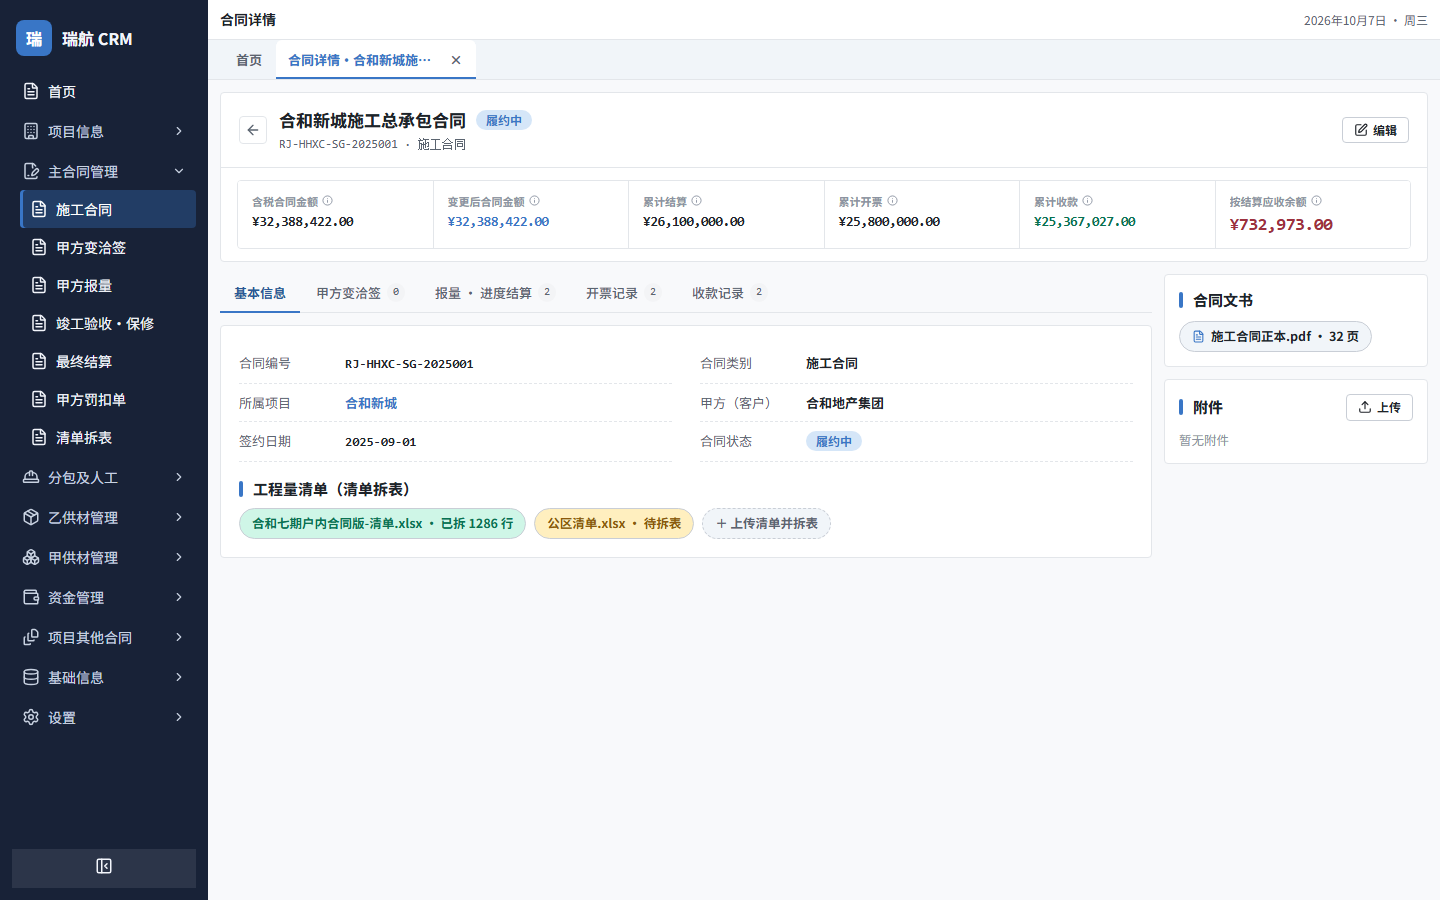 瑞 瑞航 CRM
首页
项目信息
主合同管理
施工合同
甲方变洽签
甲方报量
竣工验收・保修
最终结算
甲方罚扣单
清单拆表
分包及人工
乙供材管理
甲供材管理
资金管理
项目其他合同
基础信息
设置
合同详情
2026年10月7日 · 周三
首页
合同详情・合和新城施…
合和新城施工总承包合同 履约中
RJ-HHXC-SG-2025001 · 施工合同
编辑
含税合同金额
¥32,388,422.00
变更后合同金额
¥32,388,422.00
累计结算
¥26,100,000.00
累计开票
¥25,800,000.00
累计收款
¥25,367,027.00
按结算应收余额
¥732,973.00
基本信息
甲方变洽签 0
报量 · 进度结算 2
开票记录 2
收款记录 2
合同编号 RJ-HHXC-SG-2025001
合同类别 施工合同
所属项目 合和新城
甲方（客户） 合和地产集团
签约日期 2025-09-01
合同状态 履约中
工程量清单（清单拆表）
合和七期户内合同版-清单.xlsx · 已拆 1286 行
公区清单.xlsx · 待拆表
+ 上传清单并拆表
合同文书
施工合同正本.pdf · 32 页
附件
上传
暂无附件